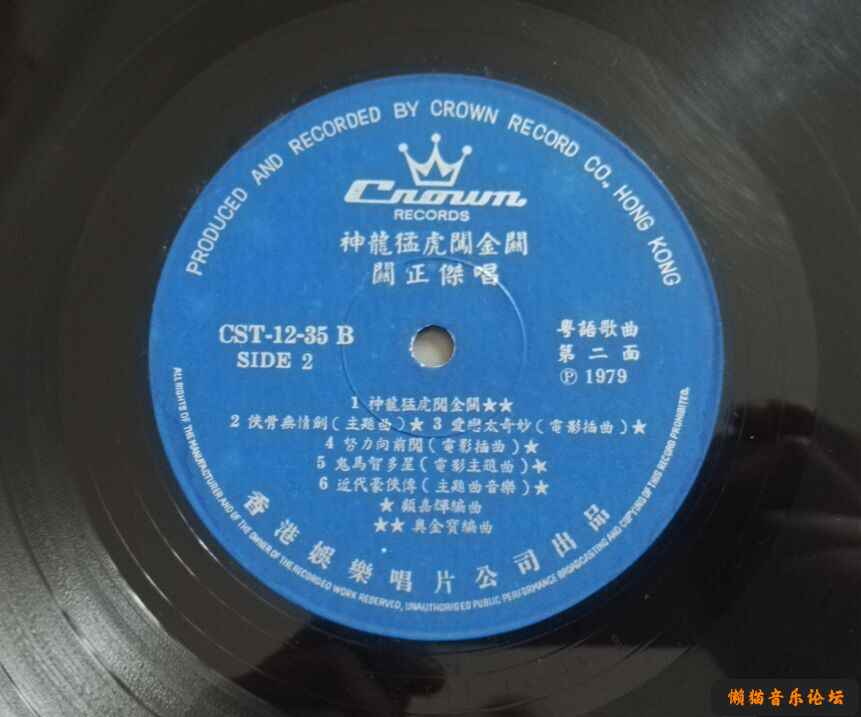 PRODUCED AND RECORDED BY CROWN RECORD CO. HONG KONG
Crown
RECORDS
神龍猛虎闖金關
關正傑唱
CST-12-35 B
SIDE 2
粵語歌曲
第二面
Ⓟ 1979
1 神龍猛虎闖金關★★
2 俠骨無情劍(主題曲)★ 3 愛戀太奇妙(電影插曲)★
4 努力向前闖(電影插曲)★
5 鬼馬智多星(電影主題曲)★
6 近代豪俠傳(主題曲音樂)★
★ 顧嘉煇編曲
★★ 奧金寶編曲
香港娛樂唱片公司出品
ALL RIGHTS OF THE MANUFACTURER AND OF THE OWNER OF THE RECORDED WORK RESERVED, UNAUTHORISED PUBLIC PERFORMANCE BROADCASTING AND COPYING OF THIS RECORD PROHIBITED.
懒猫音乐论坛